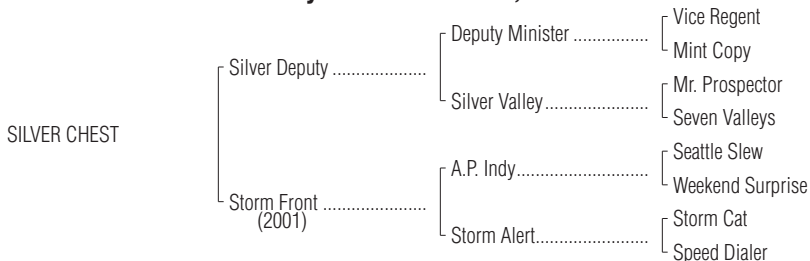 Vice Regent
Deputy Minister ................
Mint Copy
Silver Deputy ....................
Mr. Prospector
Silver Valley......................
Seven Valleys
SILVER CHEST
Seattle Slew
A.P. Indy............................
Weekend Surprise
Storm Front ......................
(2001)
Storm Cat
Storm Alert........................
Speed Dialer